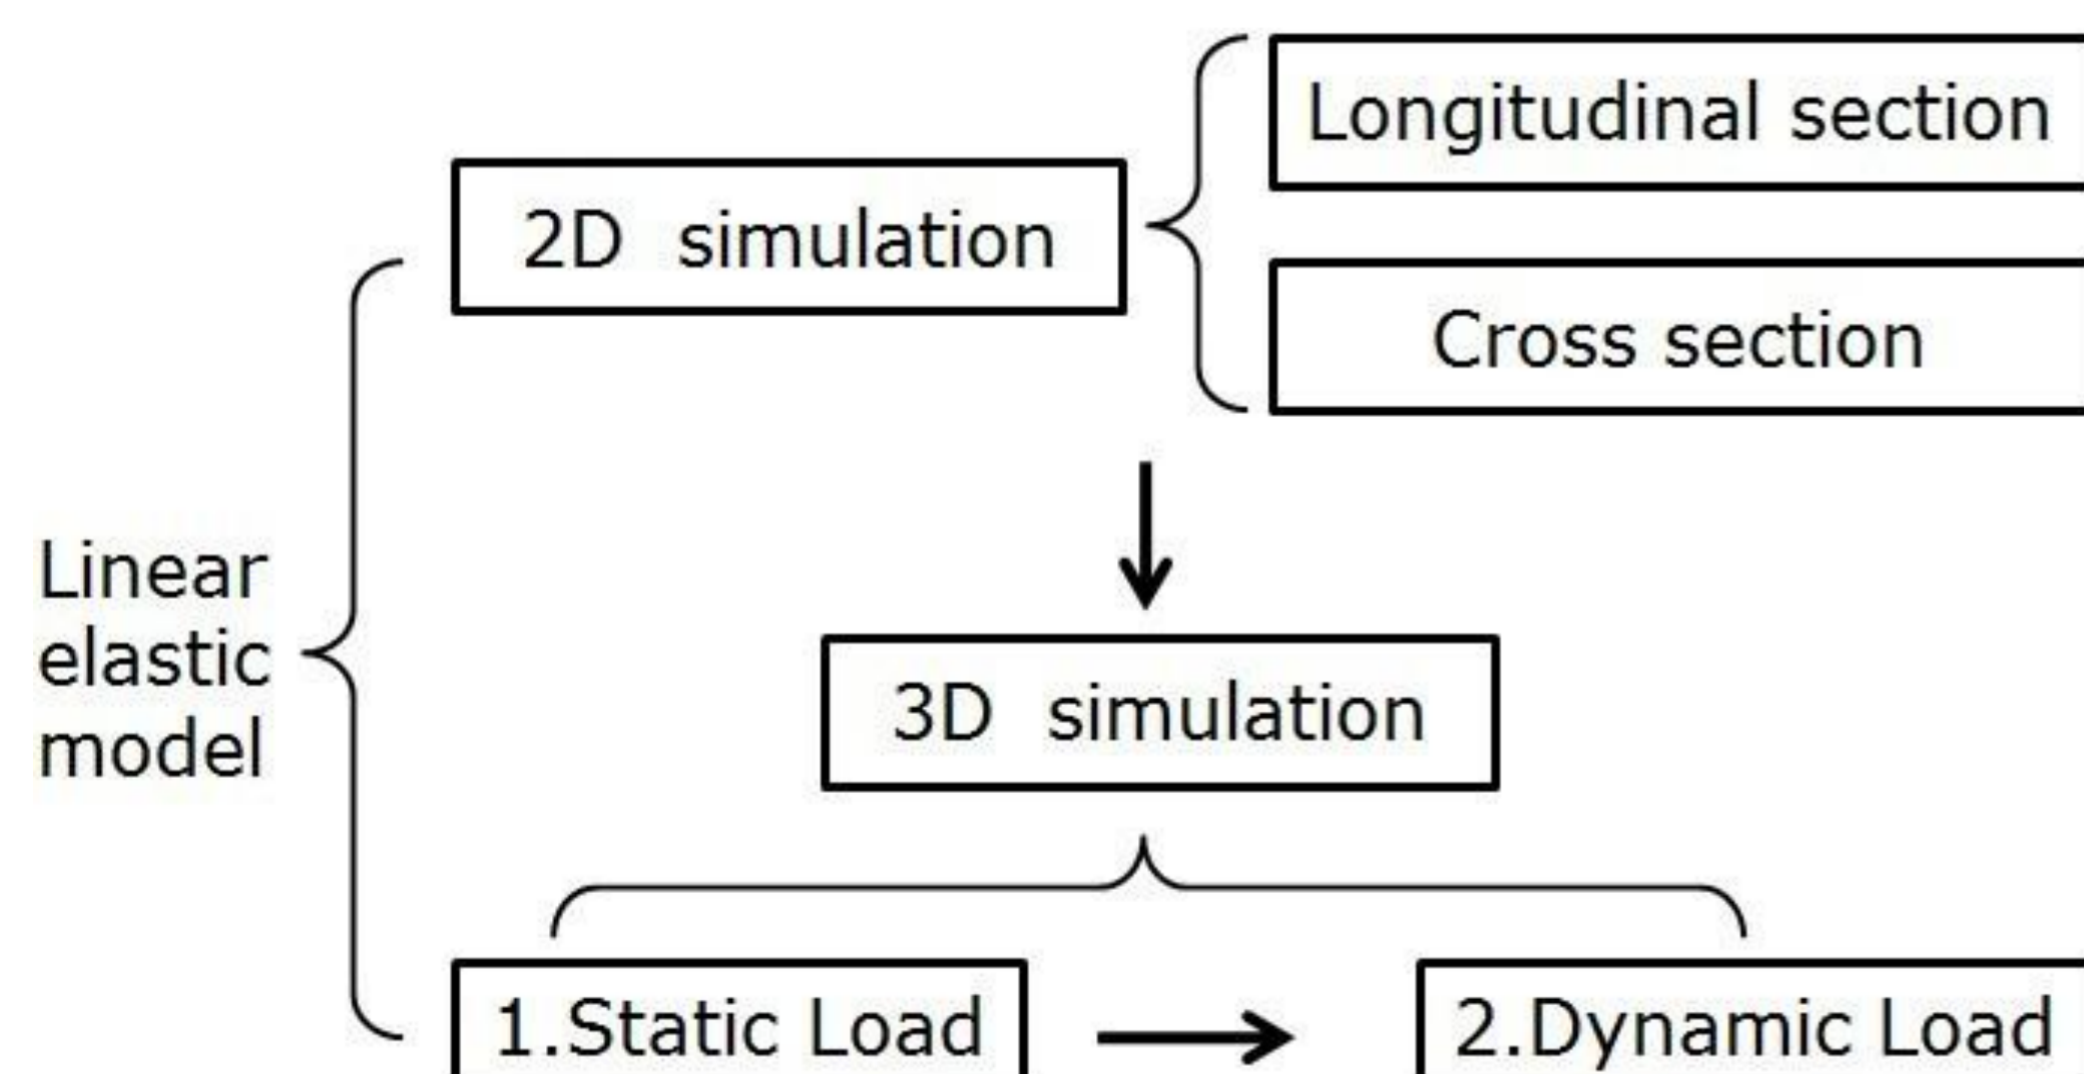 Longitudinal section
2D simulation
Cross section
Linear
elastic
model
3D simulation
1.Static Load
2.Dynamic Load